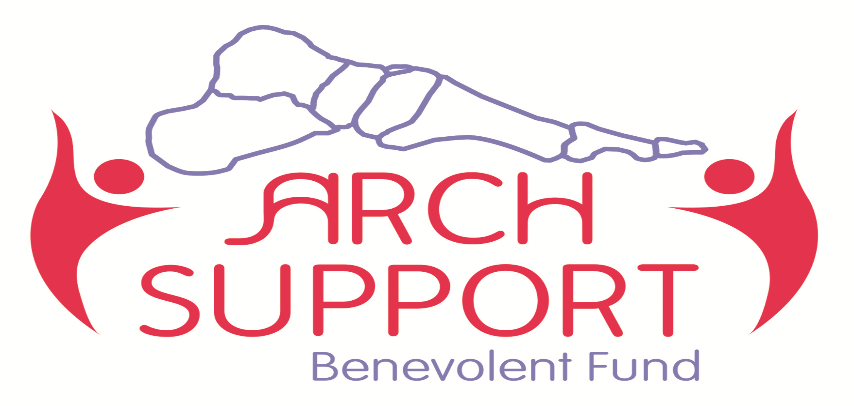 ARCH
SUPPORT
Benevolent Fund